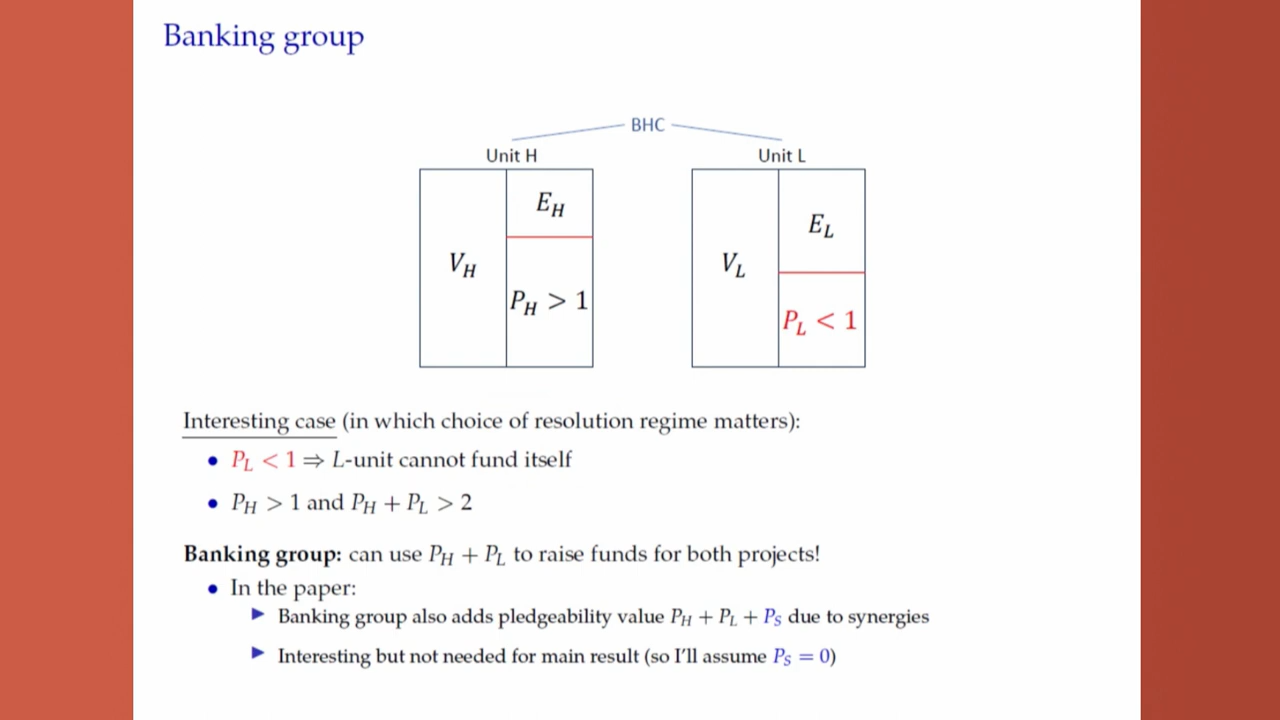 Banking group
BHC
Unit H
Unit L
E_H
V_H
P_H > 1
E_L
V_L
P_L < 1
Interesting case (in which choice of resolution regime matters):
• P_L < 1 ⇒ L-unit cannot fund itself
• P_H > 1 and P_H + P_L > 2
Banking group: can use P_H + P_L to raise funds for both projects!
• In the paper:
▶ Banking group also adds pledgeability value P_H + P_L + P_S due to synergies
▶ Interesting but not needed for main result (so I'll assume P_S = 0)